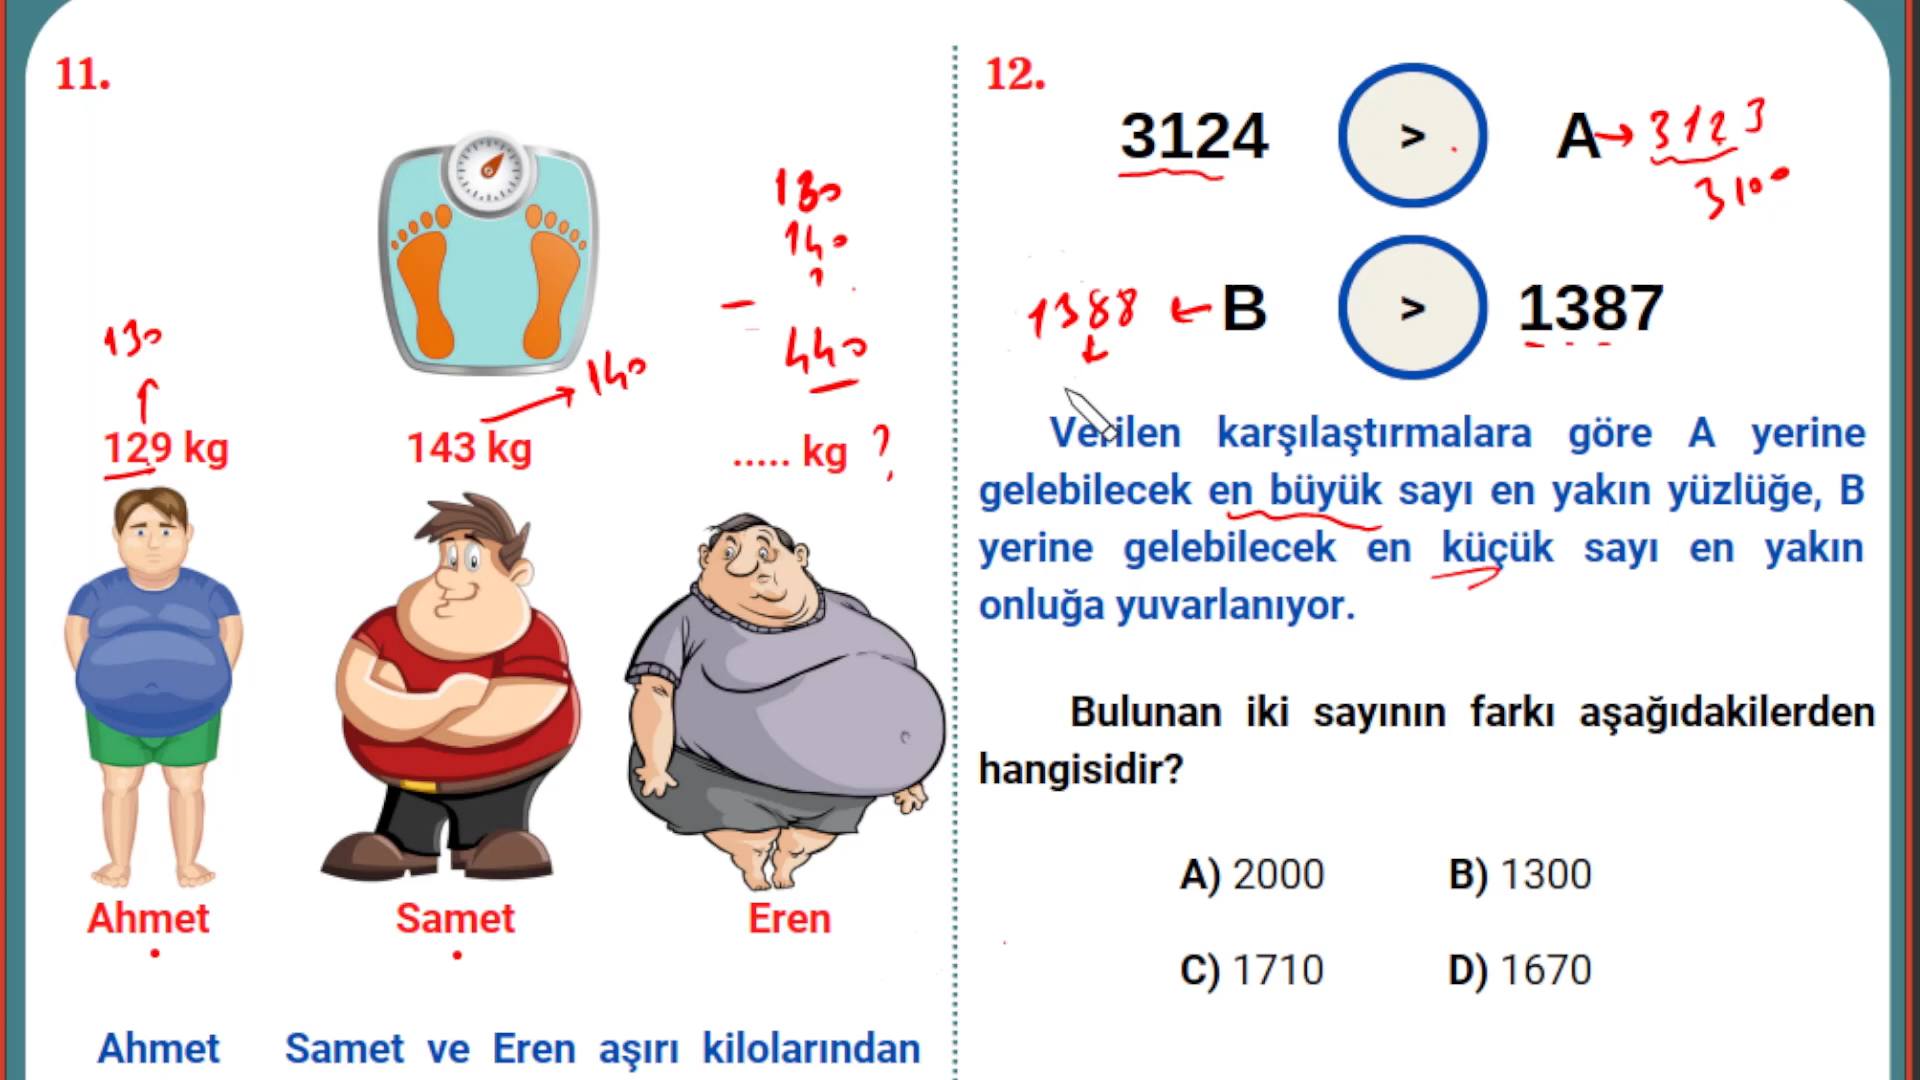 11.
130
140
?
440
130
140
129 kg
143 kg
..... kg ?
Ahmet
Samet
Eren
Ahmet Samet ve Eren aşırı kilolarından
12.
3124 > A → 3123
3100
1388 ← B > 1387
Verilen karşılaştırmalara göre A yerine
gelebilecek en büyük sayı en yakın yüzlüğe, B
yerine gelebilecek en küçük sayı en yakın
onluğa yuvarlanıyor.
Bulunan iki sayının farkı aşağıdakilerden
hangisidir?
A) 2000 B) 1300
C) 1710 D) 1670